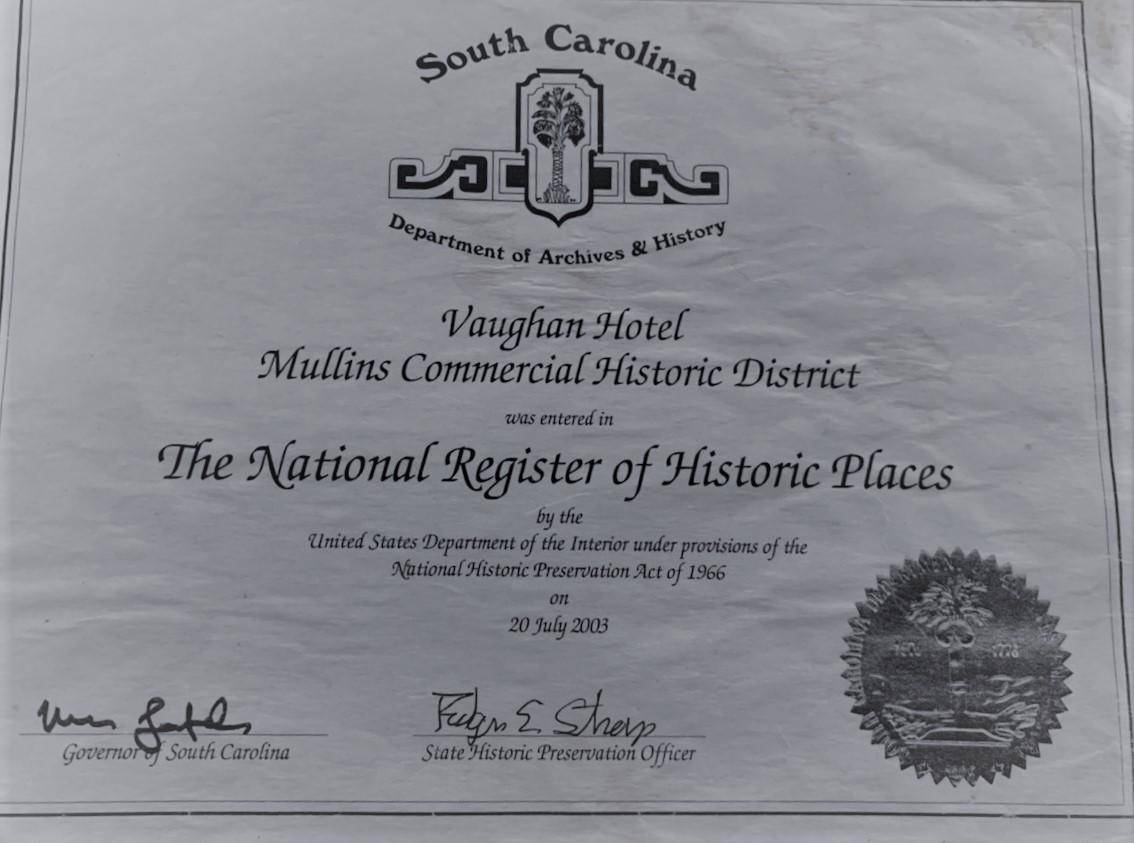 South Carolina
Department of Archives & History
Vaughan Hotel
Mullins Commercial Historic District
was entered in
The National Register of Historic Places
by the
United States Department of the Interior under provisions of the
National Historic Preservation Act of 1966
on
20 July 2003
Governor of South Carolina
State Historic Preservation Officer